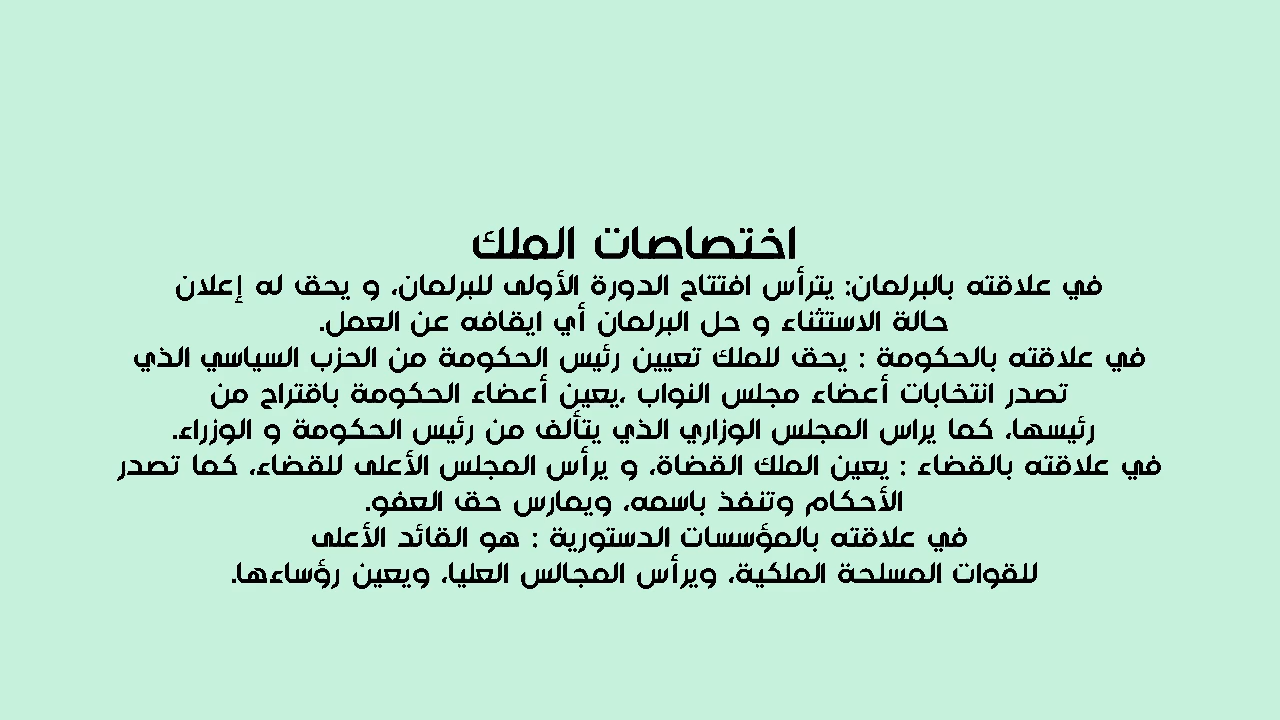 اختصاصات الملك
في علاقته بالبرلمان: يترأس افتتاح الدورة الأولى للبرلمان، و يحق له إعلان
حالة الاستثناء و حل البرلمان أي ايقافه عن العمل.
في علاقته بالحكومة : يحق للملك تعيين رئيس الحكومة من الحزب السياسي الذي
تصدر انتخابات أعضاء مجلس النواب ،يعين أعضاء الحكومة باقتراح من
رئيسها، كما يراس المجلس الوزاري الذي يتألف من رئيس الحكومة و الوزراء.
في علاقته بالقضاء : يعين الملك القضاة، و يرأس المجلس الأعلى للقضاء، كما تصدر
الأحكام وتنفذ باسمه، ويمارس حق العفو.
في علاقته بالمؤسسات الدستورية : هو القائد الأعلى
للقوات المسلحة الملكية، ويرأس المجالس العليا، ويعين رؤساءها.